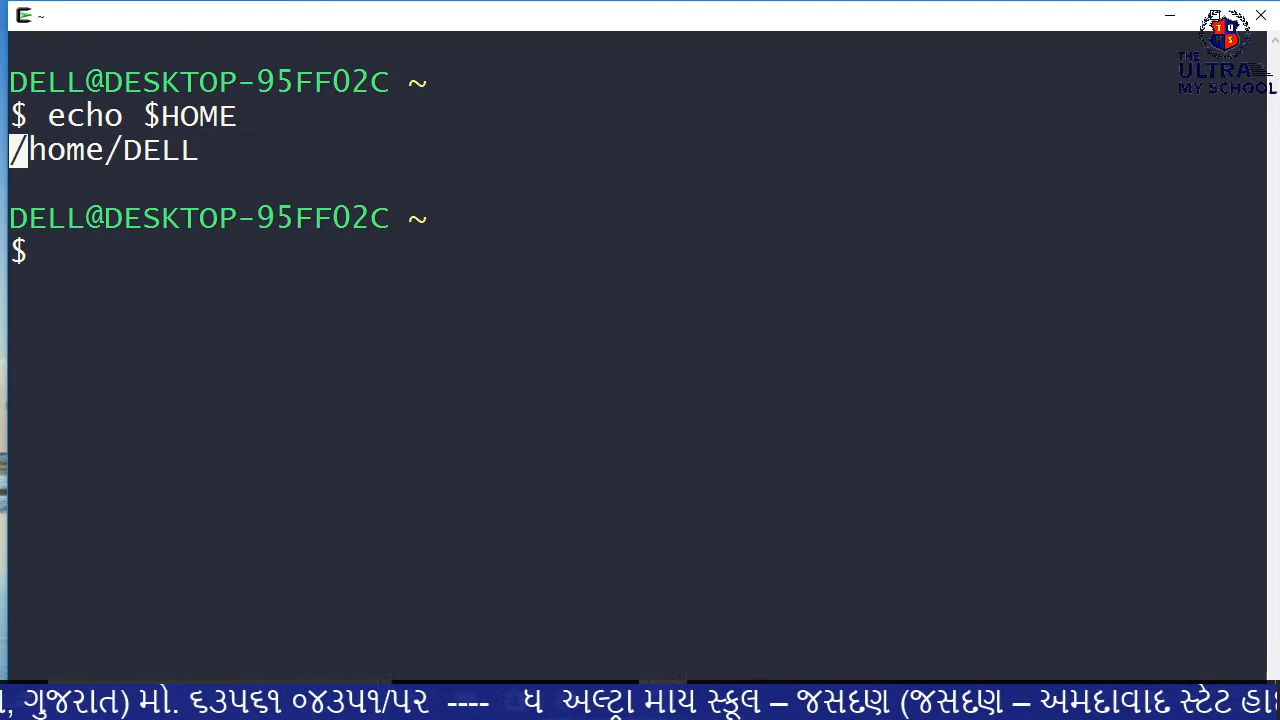 ~
T U
M S
THE
ULTRA
MY SCHOOL
DELL@DESKTOP-95FF02C ~
$ echo $HOME
/home/DELL
DELL@DESKTOP-95FF02C ~
$
, ગુજરાત) મો. ૬૩૫૬૧ ૦૪૩૫૧/૫૨ ---- ધ અલ્ટ્રા માય સ્કૂલ – જસદણ (જસદણ – અમદાવાદ સ્ટેટ